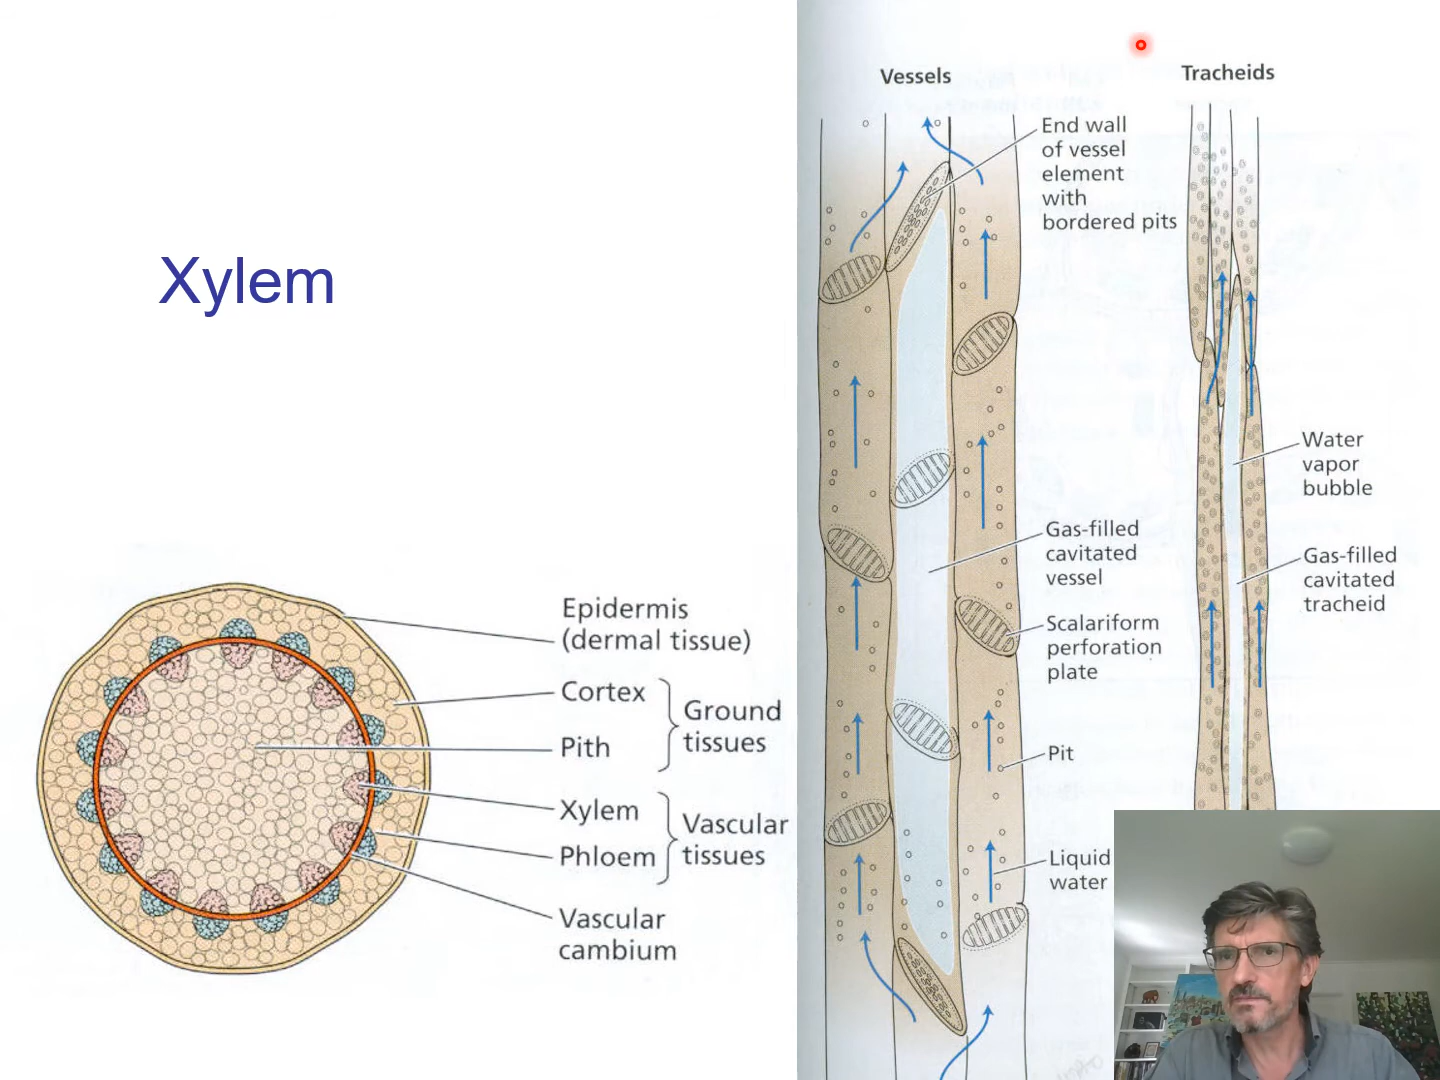 Xylem
Epidermis
(dermal tissue)
Cortex
Pith
Ground
tissues
Xylem
Phloem
Vascular
tissues
Vascular
cambium
Vessels
End wall
of vessel
element
with
bordered pits
Gas-filled
cavitated
vessel
Scalariform
perforation
plate
Pit
Liquid
water
Tracheids
Water
vapor
bubble
Gas-filled
cavitated
tracheid